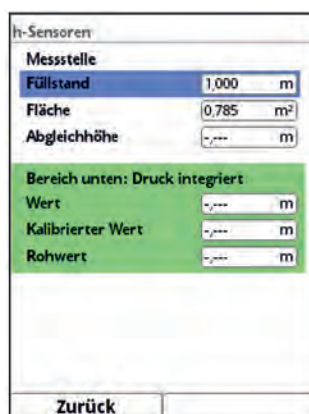 h-Sensoren
Messstelle
Füllstand 1,000 m
Fläche 0,785 m²
Abgleichhöhe -,--- m
Bereich unten: Druck integriert
Wert -,--- m
Kalibrierter Wert -,--- m
Rohwert -,--- m
Zurück